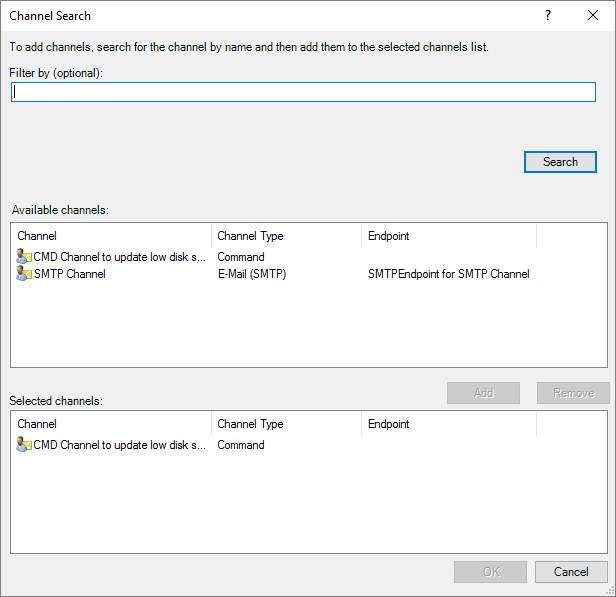 Channel Search
?
To add channels, search for the channel by name and then add them to the selected channels list.
Filter by (optional):
Search
Available channels:
Channel Channel Type Endpoint
CMD Channel to update low disk s... Command
SMTP Channel E-Mail (SMTP) SMTPEndpoint for SMTP Channel
Add Remove
Selected channels:
Channel Channel Type Endpoint
CMD Channel to update low disk s... Command
OK Cancel